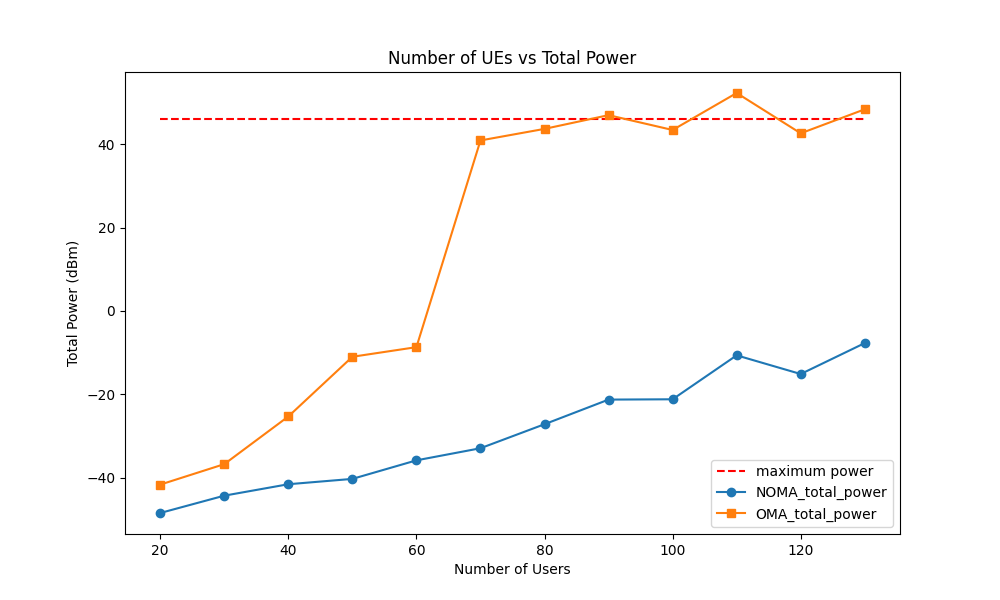 Number of UEs vs Total Power
Total Power (dBm)
40
20
0
−20
−40
20
40
60
80
100
120
Number of Users
maximum power
NOMA_total_power
OMA_total_power